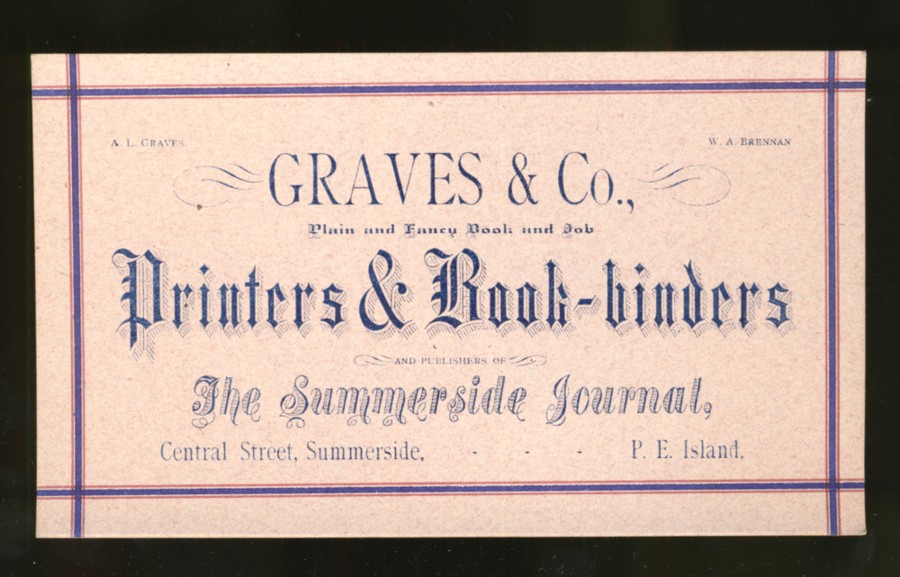 A. L. GRAVES. W. A. BRENNAN
GRAVES & Co.,
Plain and Fancy Book and Job
Printers & Book-binders
AND PUBLISHERS OF
The Summerside Journal,
Central Street, Summerside, - - - P. E. Island.